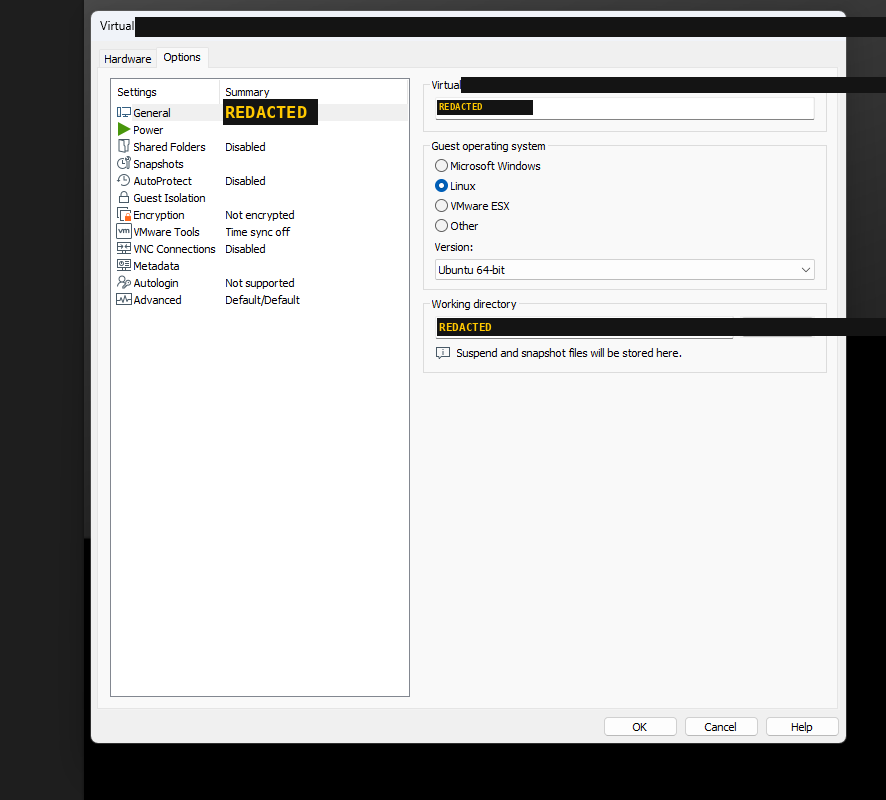 Virtual
Hardware Options
Settings Summary
General REDACTED
Power
Shared Folders Disabled
Snapshots
AutoProtect Disabled
Guest Isolation
Encryption Not encrypted
vm VMware Tools Time sync off
VNC Connections Disabled
Metadata
Autologin Not supported
Advanced Default/Default
Virtual
REDACTED
Guest operating system
Microsoft Windows
Linux
VMware ESX
Other
Version:
Ubuntu 64-bit
Working directory
REDACTED
Suspend and snapshot files will be stored here.
OK Cancel Help